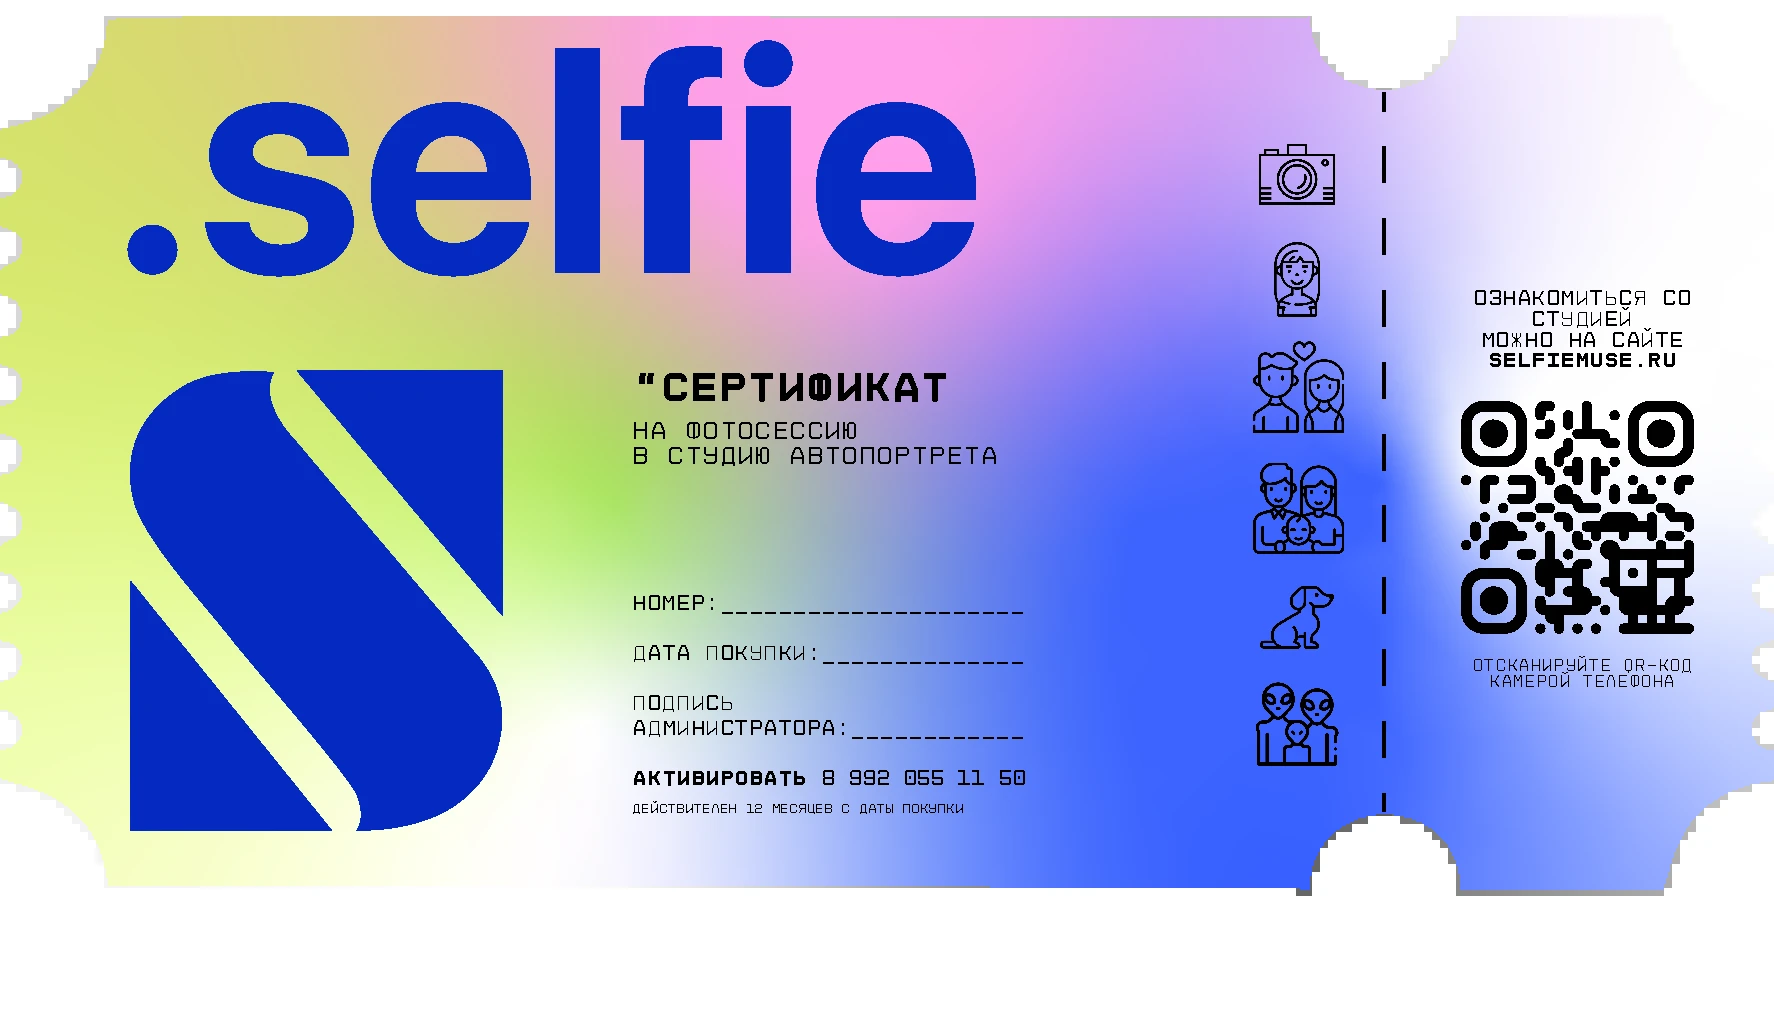 .selfie
"СЕРТИФИКАТ
НА ФОТОСЕССИЮ
В СТУДИЮ АВТОПОРТРЕТА
НОМЕР:_____________________
ДАТА ПОКУПКИ:______________
ПОДПИСЬ
АДМИНИСТРАТОРА:____________
АКТИВИРОВАТЬ 8 992 055 11 50
ДЕЙСТВИТЕЛЕН 12 МЕСЯЦЕВ С ДАТЫ ПОКУПКИ
ОЗНАКОМИТЬСЯ СО
СТУДИЕЙ
МОЖНО НА САЙТЕ
SELFIEMUSE.RU
ОТСКАНИРУЙТЕ QR-КОД
КАМЕРОЙ ТЕЛЕФОНА